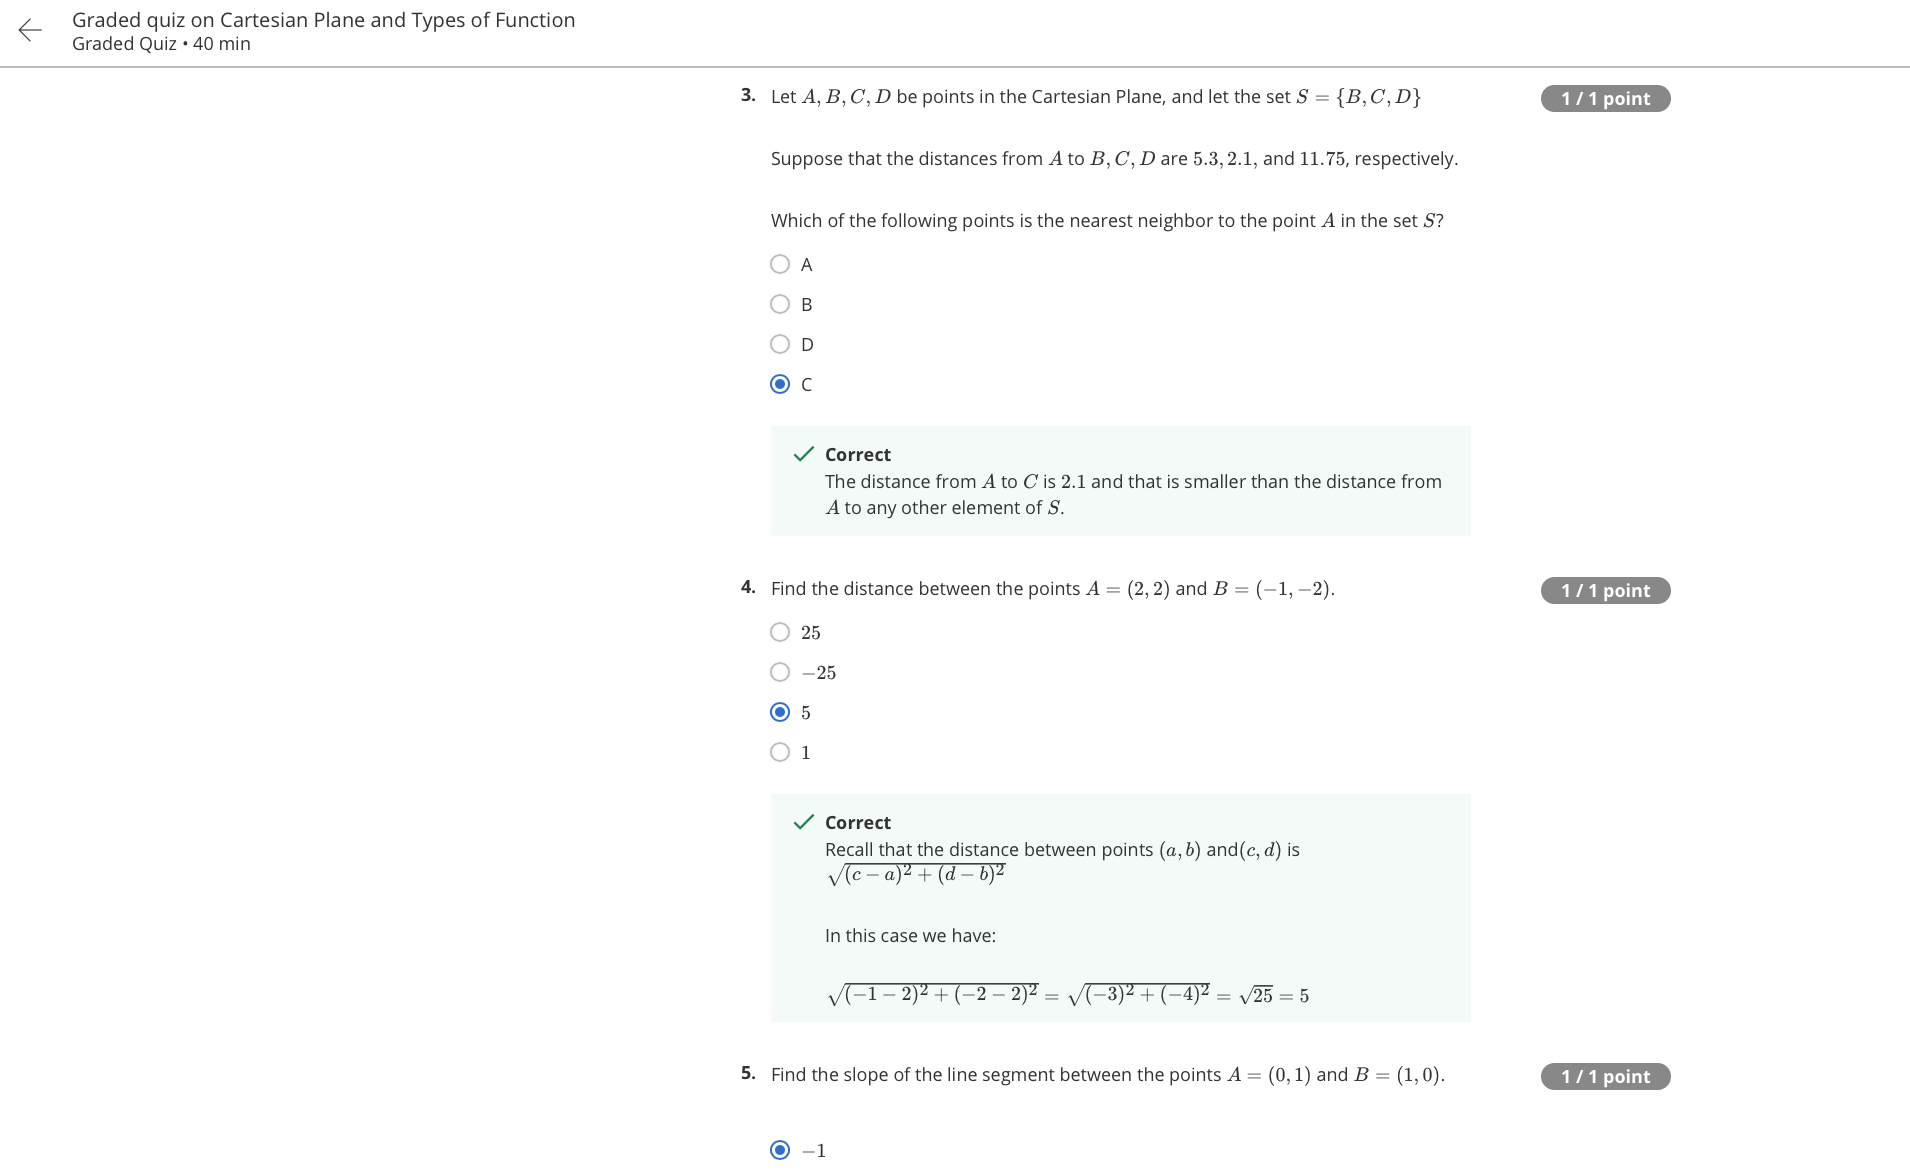 Graded quiz on Cartesian Plane and Types of Function
Graded Quiz • 40 min
3. Let A, B, C, D be points in the Cartesian Plane, and let the set S = {B, C, D}
1 / 1 point
Suppose that the distances from A to B, C, D are 5.3, 2.1, and 11.75, respectively.
Which of the following points is the nearest neighbor to the point A in the set S?
A
B
D
C
Correct
The distance from A to C is 2.1 and that is smaller than the distance from
A to any other element of S.
4. Find the distance between the points A = (2, 2) and B = (−1, −2).
1 / 1 point
25
−25
5
1
Correct
Recall that the distance between points (a, b) and(c, d) is
√(c − a)² + (d − b)²
In this case we have:
√(−1 − 2)² + (−2 − 2)² = √(−3)² + (−4)² = √25 = 5
5. Find the slope of the line segment between the points A = (0, 1) and B = (1, 0).
1 / 1 point
−1